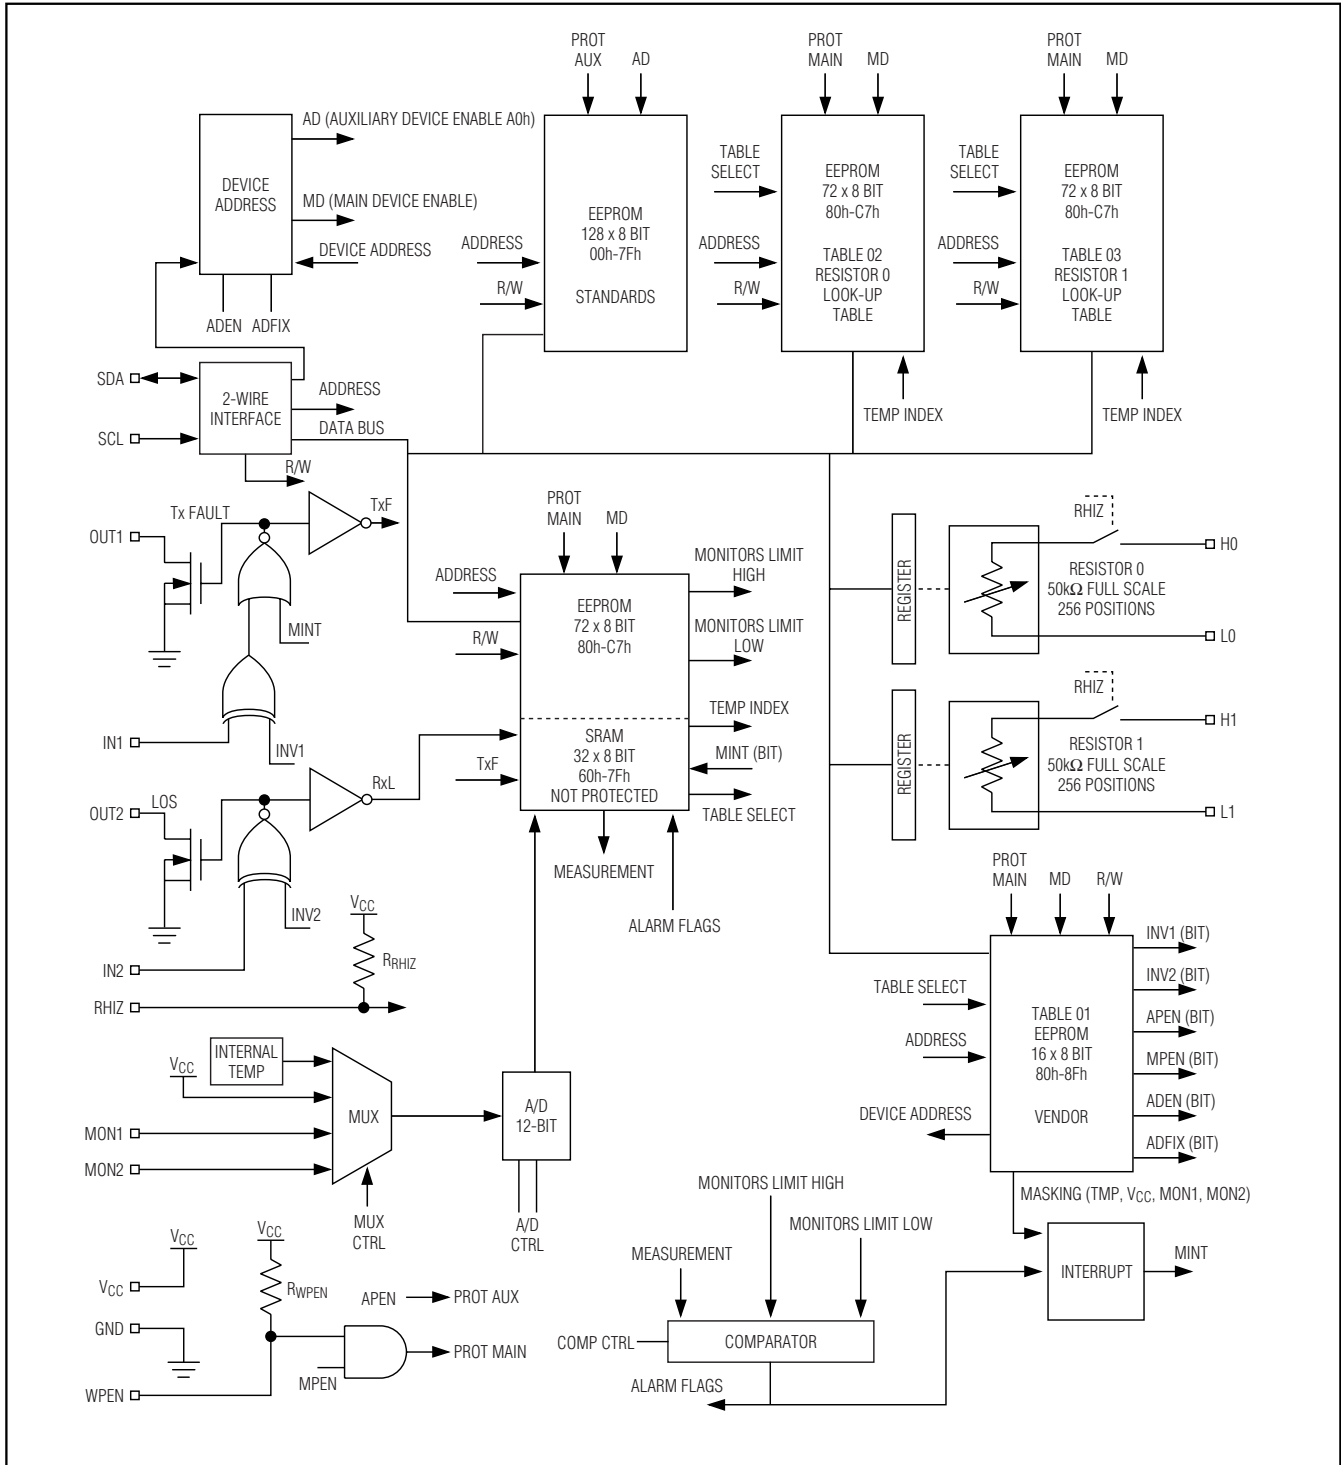 PROT
AUX
AD
PROT
MAIN
MD
PROT
MAIN
MD
AD (AUXILIARY DEVICE ENABLE A0h)
DEVICE
ADDRESS
MD (MAIN DEVICE ENABLE)
DEVICE ADDRESS
ADEN
ADFIX
ADDRESS
R/W
EEPROM
128 x 8 BIT
00h-7Fh
STANDARDS
TABLE
SELECT
ADDRESS
R/W
EEPROM
72 x 8 BIT
80h-C7h
TABLE 02
RESISTOR 0
LOOK-UP
TABLE
TEMP INDEX
TABLE
SELECT
ADDRESS
R/W
EEPROM
72 x 8 BIT
80h-C7h
TABLE 03
RESISTOR 1
LOOK-UP
TABLE
TEMP INDEX
SDA
SCL
2-WIRE
INTERFACE
ADDRESS
DATA BUS
R/W
Tx FAULT
TxF
OUT1
MINT
IN1
INV1
RxL
LOS
OUT2
INV2
IN2
VCC
RRHIZ
RHIZ
PROT
MAIN
MD
ADDRESS
R/W
TxF
EEPROM
72 x 8 BIT
80h-C7h
SRAM
32 x 8 BIT
60h-7Fh
NOT PROTECTED
MONITORS LIMIT
HIGH
MONITORS LIMIT
LOW
TEMP INDEX
MINT (BIT)
TABLE SELECT
MEASUREMENT
ALARM FLAGS
REGISTER
RHIZ
RESISTOR 0
50kΩ FULL SCALE
256 POSITIONS
H0
L0
REGISTER
RHIZ
RESISTOR 1
50kΩ FULL SCALE
256 POSITIONS
H1
L1
PROT
MAIN
MD
R/W
TABLE SELECT
ADDRESS
DEVICE ADDRESS
TABLE 01
EEPROM
16 x 8 BIT
80h-8Fh
VENDOR
INV1 (BIT)
INV2 (BIT)
APEN (BIT)
MPEN (BIT)
ADEN (BIT)
ADFIX (BIT)
MASKING (TMP, VCC, MON1, MON2)
INTERRUPT
MINT
INTERNAL
TEMP
VCC
MON1
MON2
MUX
MUX
CTRL
A/D
12-BIT
A/D
CTRL
MONITORS LIMIT HIGH
MONITORS LIMIT LOW
MEASUREMENT
COMP CTRL
COMPARATOR
ALARM FLAGS
VCC
VCC
GND
WPEN
VCC
RWPEN
APEN
PROT AUX
MPEN
PROT MAIN